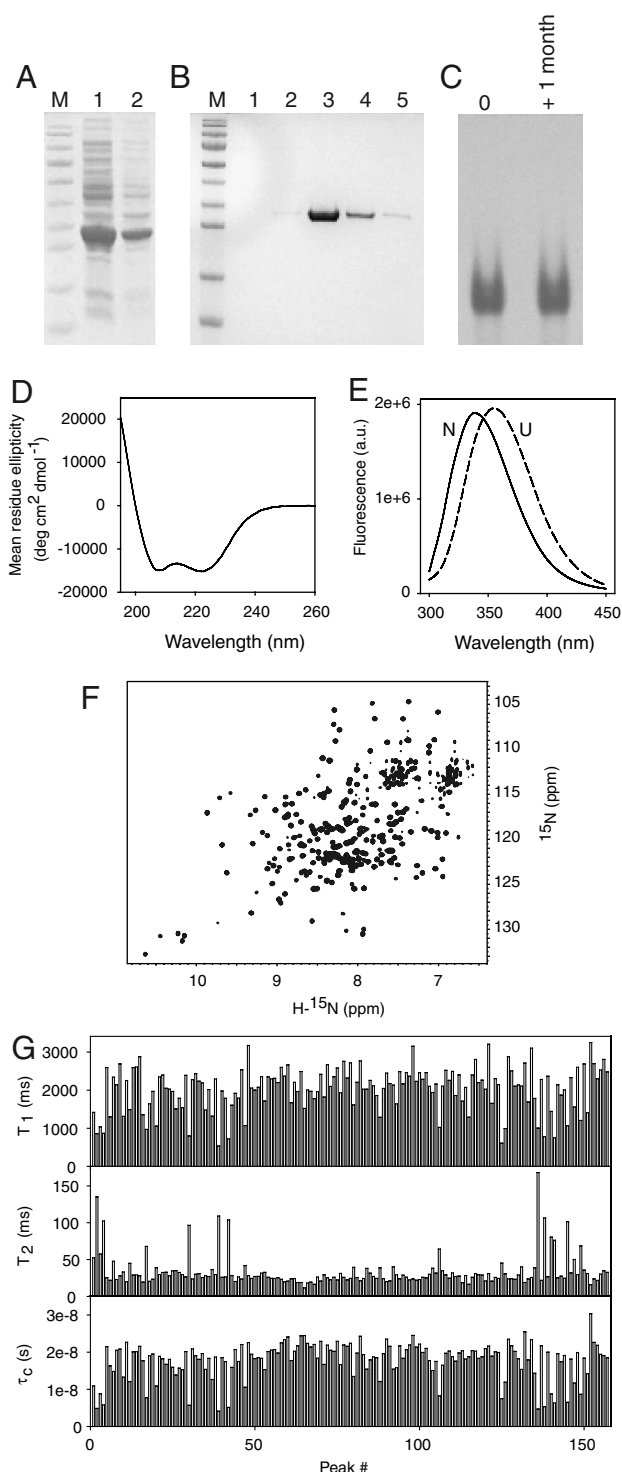 A
M 1 2
B
M 1 2 3 4 5
C
0
+ 1 month
D
Mean residue ellipticity
(deg cm2 dmol -1)
20000
10000
0
-10000
-20000
200 220 240 260
Wavelength (nm)
E
Fluorescence (a.u.)
2e+6
1e+6
0
N U
300 350 400 450
Wavelength (nm)
F
105
110
115
120
125
130
15N (ppm)
10 9 8 7
H-15N (ppm)
G
T1 (ms)
3000
2000
1000
0
T2 (ms)
150
100
50
0
τc (s)
3e-8
2e-8
1e-8
0
0 50 100 150
Peak #